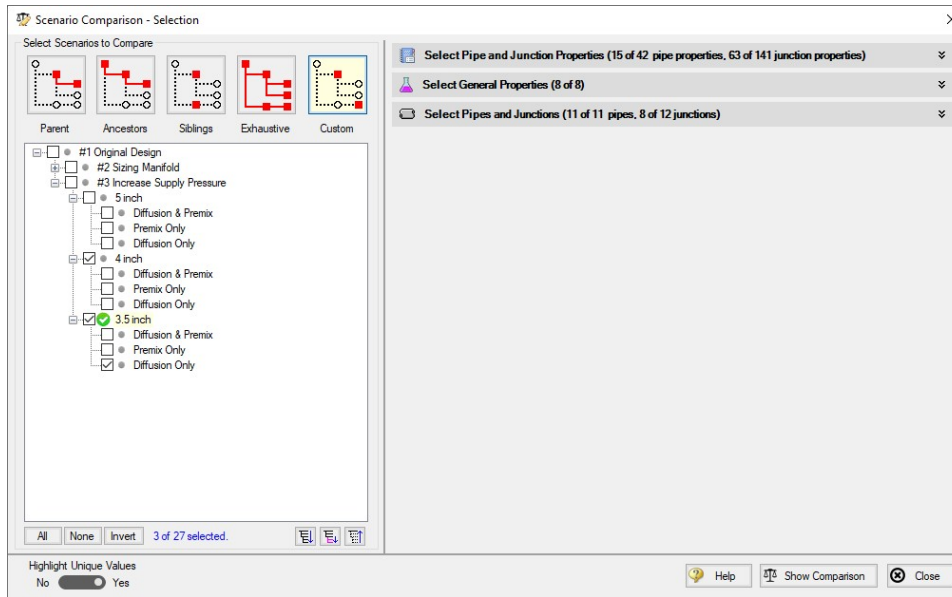 Scenario Comparison - Selection
Select Scenarios to Compare
Parent Ancestors Siblings Exhaustive Custom
#1 Original Design
#2 Sizing Manifold
#3 Increase Supply Pressure
5 inch
Diffusion & Premix
Premix Only
Diffusion Only
4 inch
Diffusion & Premix
Premix Only
Diffusion Only
3.5 inch
Diffusion & Premix
Premix Only
Diffusion Only
All None Invert 3 of 27 selected.
Select Pipe and Junction Properties (15 of 42 pipe properties, 63 of 141 junction properties)
Select General Properties (8 of 8)
Select Pipes and Junctions (11 of 11 pipes, 8 of 12 junctions)
Highlight Unique Values
No Yes
Help Show Comparison Close